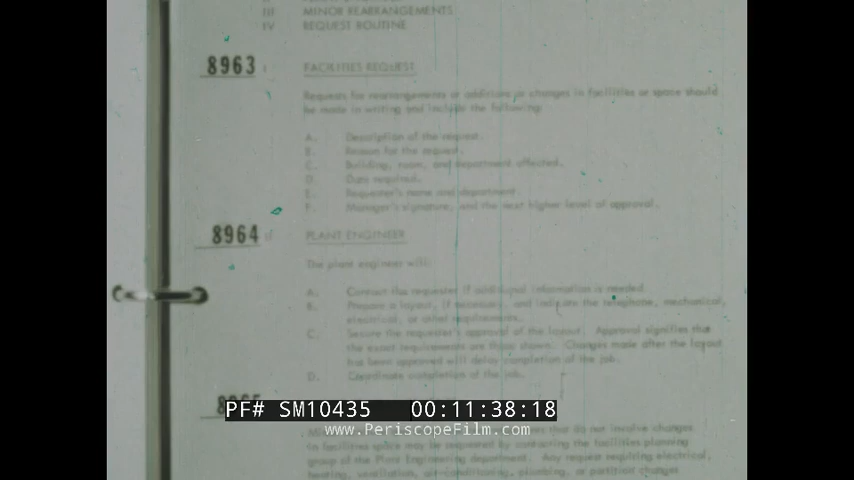 III MINOR REARRANGEMENTS
IV REQUEST ROUTINE
8963 FACILITIES REQUEST
Requests for rearrangements or additions or changes in facilities or space should
be made in writing and include the following:
A. Description of the request.
B. Reason for the request.
C. Building, room, and department affected.
D. Date required.
E. Requester's name and department.
F. Manager's signature, and the next higher level of approval.
8964 PLANT ENGINEER
The plant engineer will:
A. Contact the requester if additional information is needed.
B. Prepare a layout, if necessary, and indicate the telephone, mechanical,
electrical, or other requirements.
C. Secure the requester's approval of the layout. Approval signifies that
the exact requirements are those shown. Changes made after the layout
has been approved will delay completion of the job.
D. Coordinate completion of the job.
PF# SM10435 00:11:38:18
www.PeriscopeFilm.com
that do not involve changes
in facilities space may be requested by contacting the facilities planning
group of the Plant Engineering department. Any request requiring electrical,
heating, ventilation, air conditioning, plumbing, or partition changes